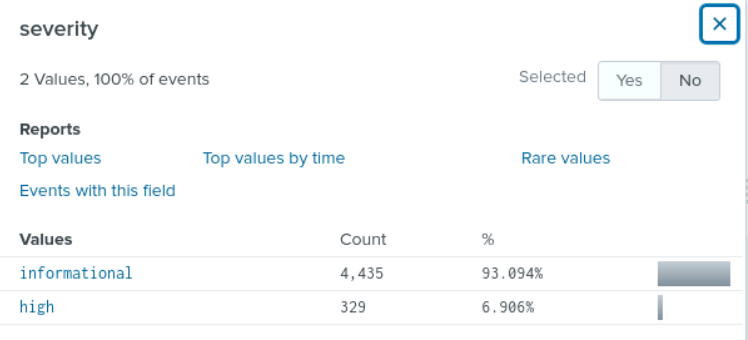 severity
2 Values, 100% of events
Selected Yes No
Reports
Top values Top values by time Rare values
Events with this field
Values Count %
informational 4,435 93.094%
high 329 6.906%